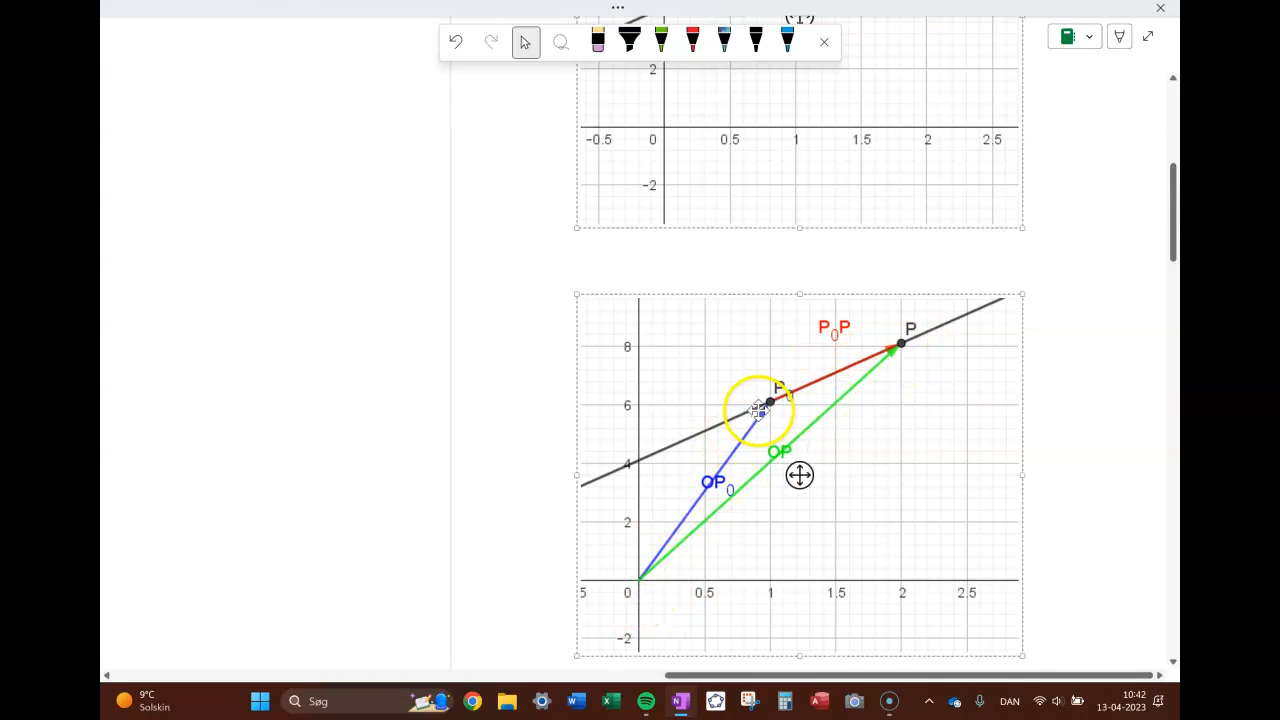 2
-0.5 0 0.5 1 1.5 2 2.5
-2
P₀P P
8
P₀
6
OP
4
OP₀
2
5 0 0.5 1 1.5 2 2.5
-2
9°C
Solskin
Søg
DAN
10:42
13-04-2023